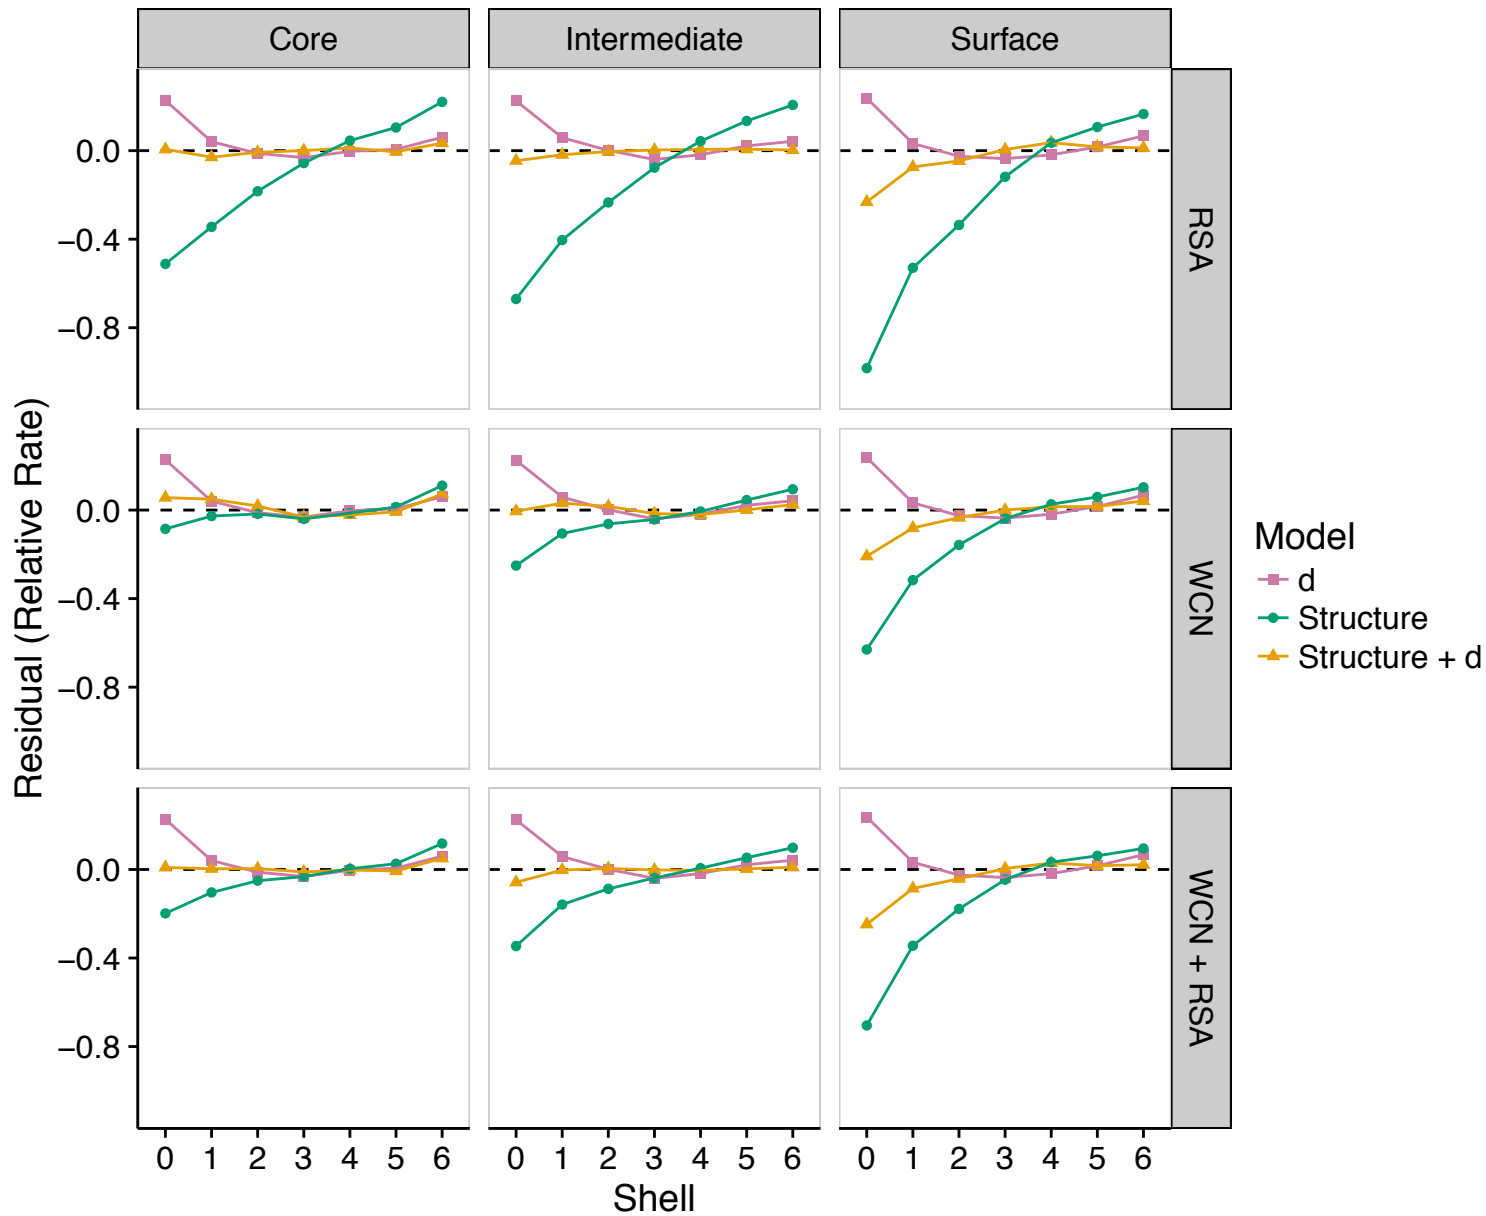 Core
Intermediate
Surface
0.0
−0.4
−0.8
RSA
0.0
−0.4
−0.8
WCN
0.0
−0.4
−0.8
WCN + RSA
Residual (Relative Rate)
0 1 2 3 4 5 6
0 1 2 3 4 5 6
0 1 2 3 4 5 6
Shell
Model
d
Structure
Structure + d